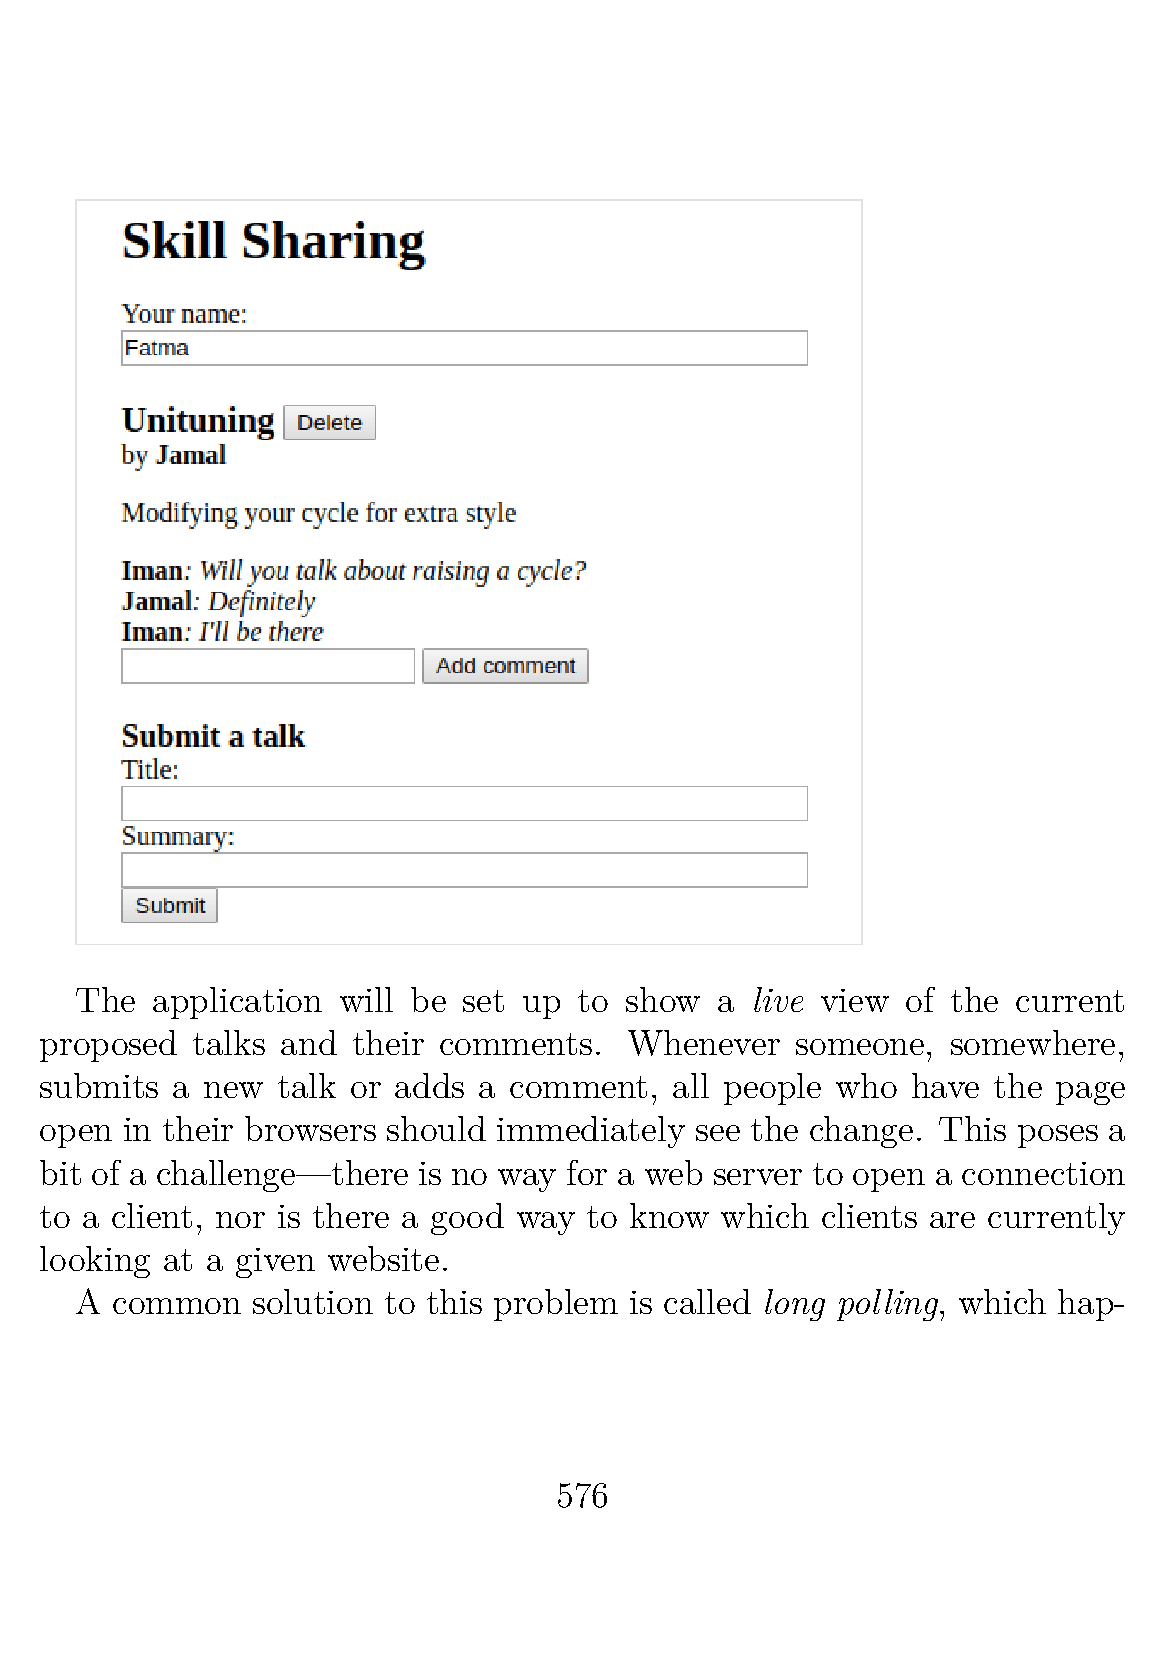 Skill Sharing
Your name:
Fatma
Unituning Delete
by Jamal
Modifying your cycle for extra style
Iman: Will you talk about raising a cycle?
Jamal: Definitely
Iman: I'll be there
Add comment
Submit a talk
Title:
Summary:
Submit
The application will be set up to show a live view of the current
proposed talks and their comments. Whenever someone, somewhere,
submits a new talk or adds a comment, all people who have the page
open in their browsers should immediately see the change. This poses a
bit of a challenge—there is no way for a web server to open a connection
to a client, nor is there a good way to know which clients are currently
looking at a given website.
A common solution to this problem is called long polling, which hap-
576